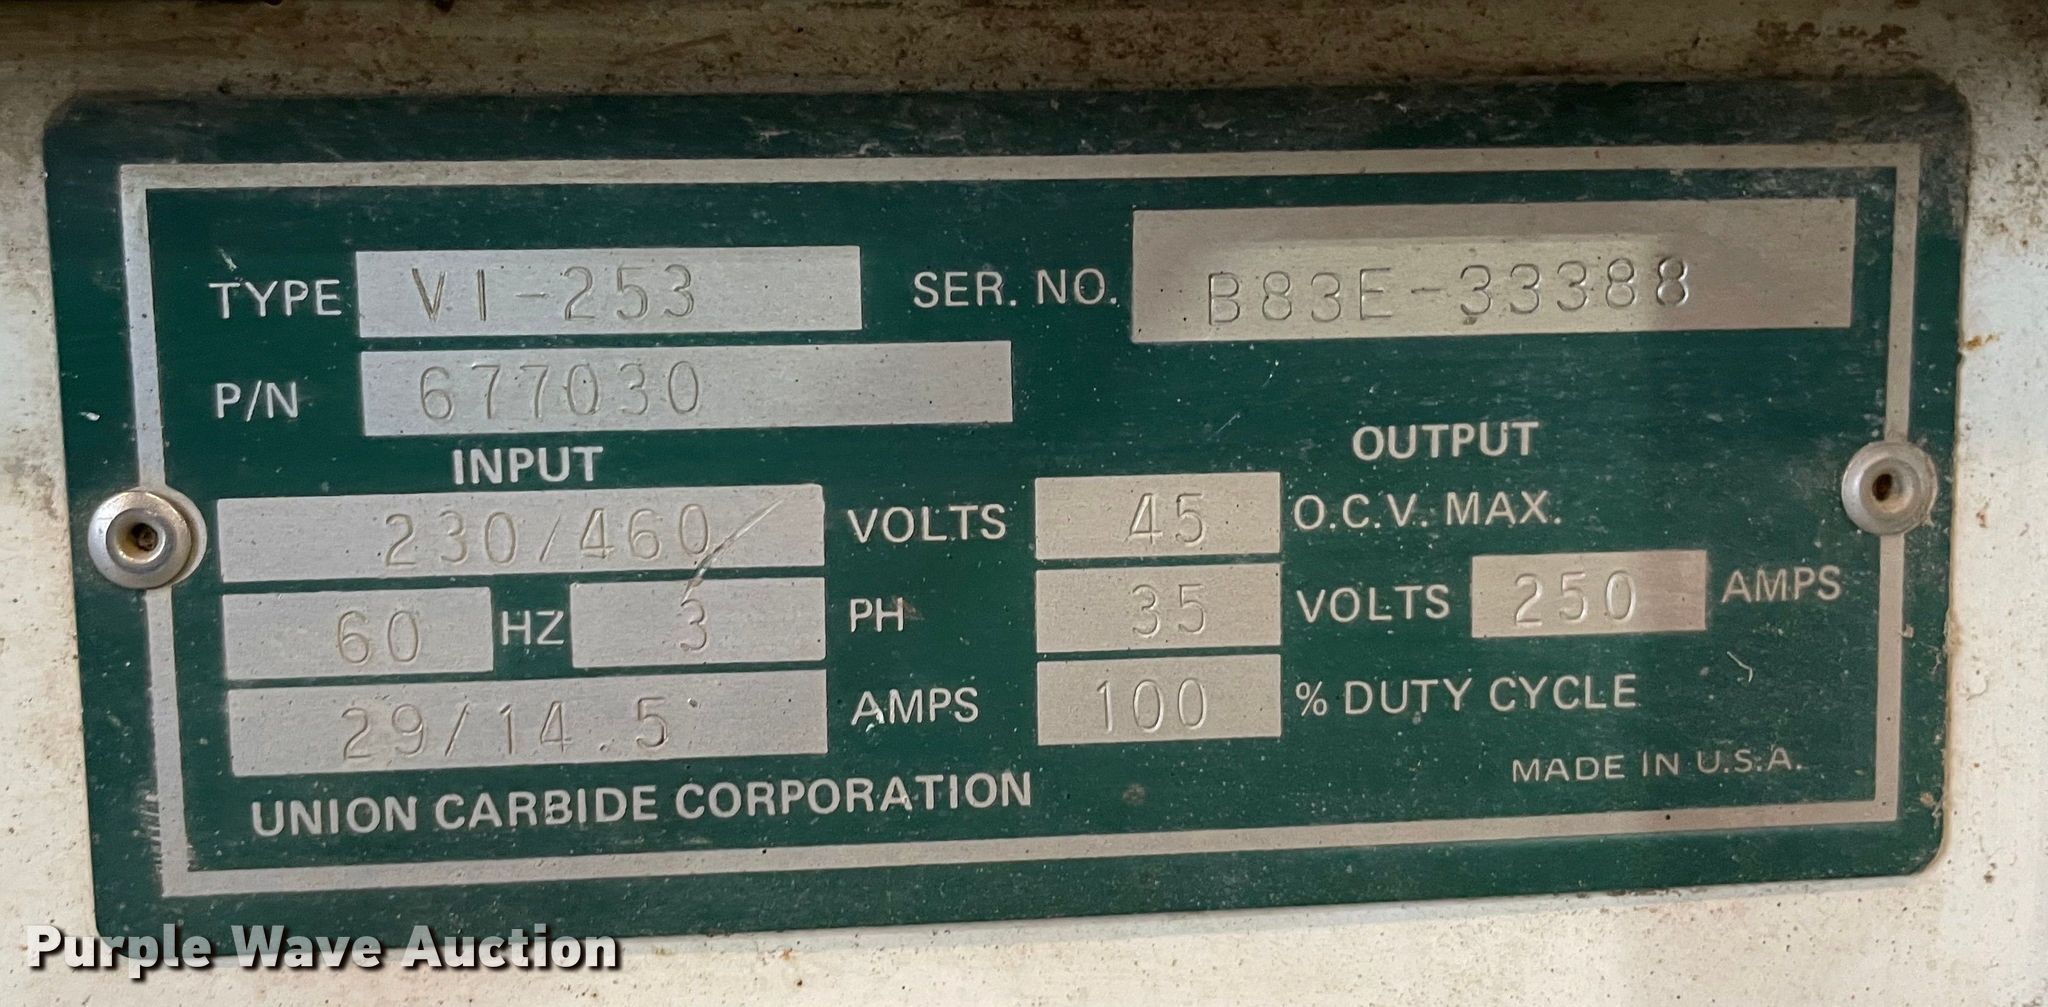 TYPE VI-253 SER. NO. B83E-33388
P/N 677030
INPUT OUTPUT
230/460 VOLTS 45 O.C.V. MAX.
60 HZ 3 PH 35 VOLTS 250 AMPS
29/14.5 AMPS 100 % DUTY CYCLE
MADE IN U.S.A.
UNION CARBIDE CORPORATION
Purple Wave Auction